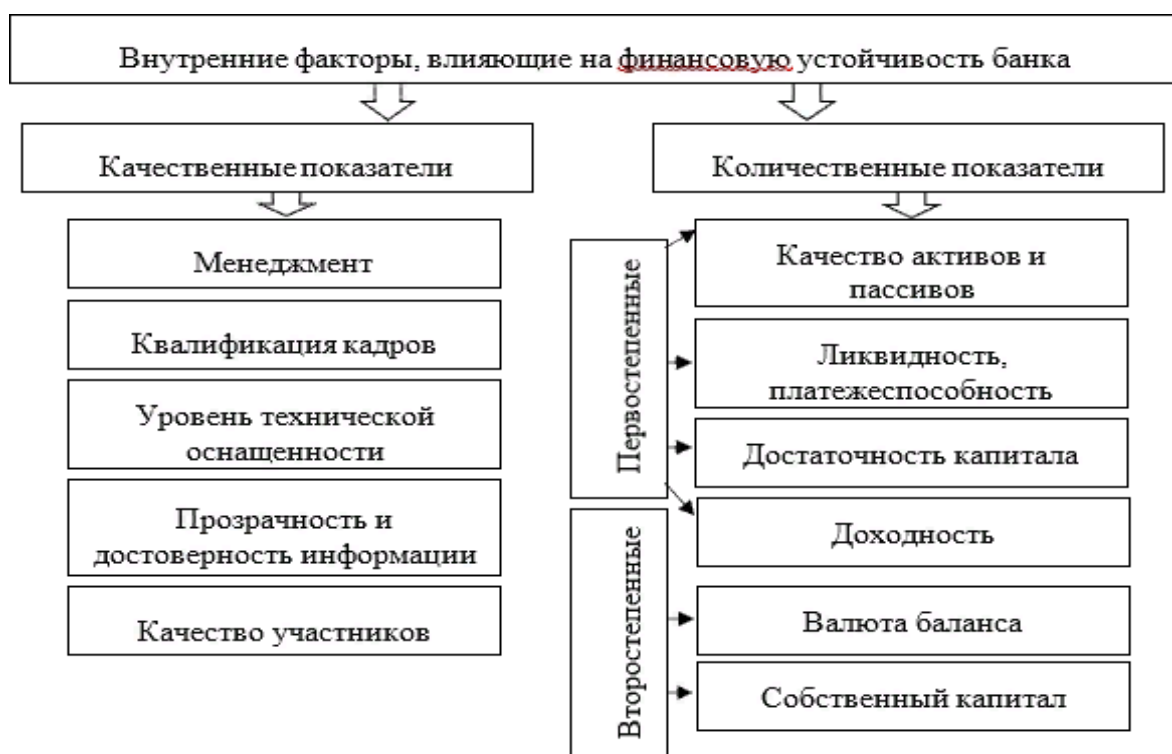 Внутренние факторы, влияющие на финансовую устойчивость банка
Качественные показатели
Количественные показатели
Менеджмент
Квалификация кадров
Уровень технической
оснащенности
Прозрачность и
достоверность информации
Качество участников
Первостепенные
Качество активов и
пассивов
Ликвидность,
платежеспособность
Достаточность капитала
Доходность
Второстепенные
Валюта баланса
Собственный капитал